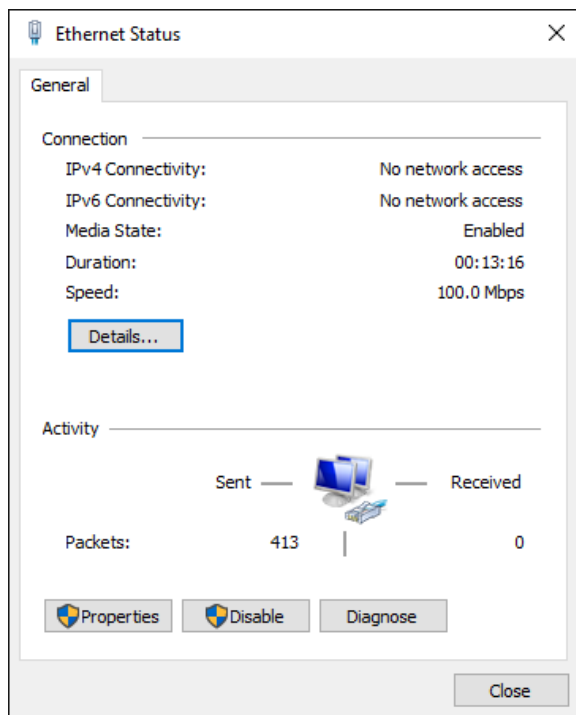 Ethernet Status
General
Connection
IPv4 Connectivity: No network access
IPv6 Connectivity: No network access
Media State: Enabled
Duration: 00:13:16
Speed: 100.0 Mbps
Details...
Activity
Sent Received
Packets: 413 0
Properties Disable Diagnose
Close